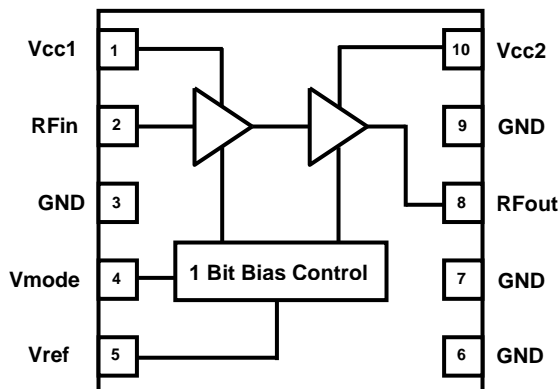 Vcc1 1 10 Vcc2
RFin 2 9 GND
GND 3 8 RFout
Vmode 4 1 Bit Bias Control 7 GND
Vref 5 6 GND